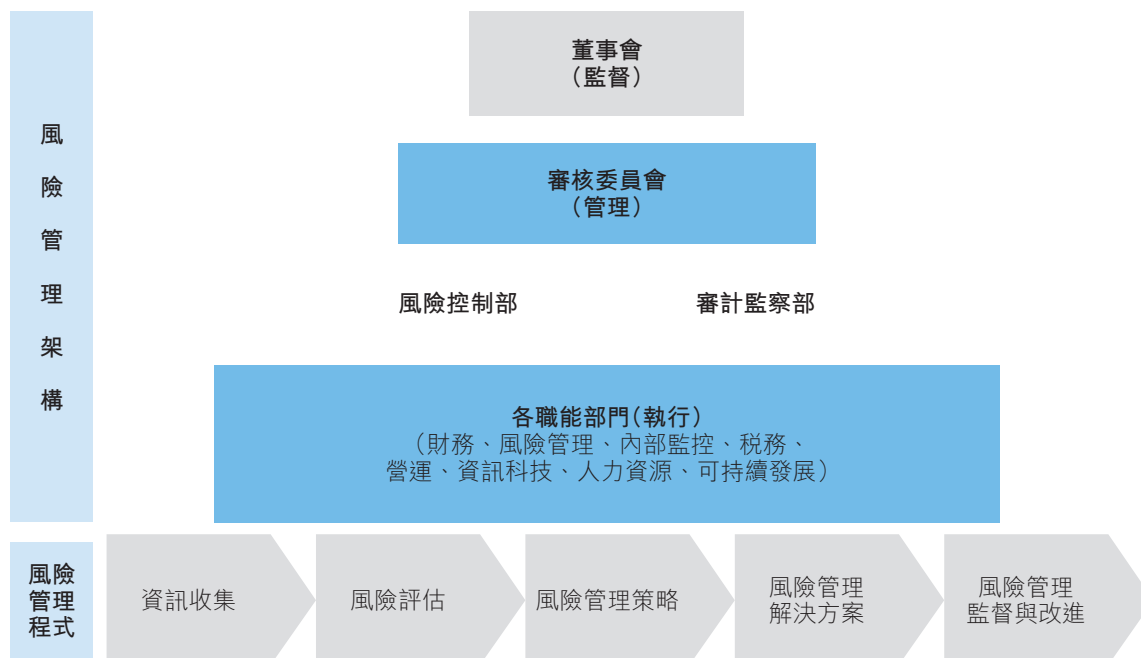 風險管理架構
董事會
（監督）
審核委員會
（管理）
風險控制部
審計監察部
各職能部門（執行）
（財務、風險管理、內部監控、税務、
營運、資訊科技、人力資源、可持續發展）
風險
管理
程式
資訊收集
風險評估
風險管理策略
風險管理
解決方案
風險管理
監督與改進